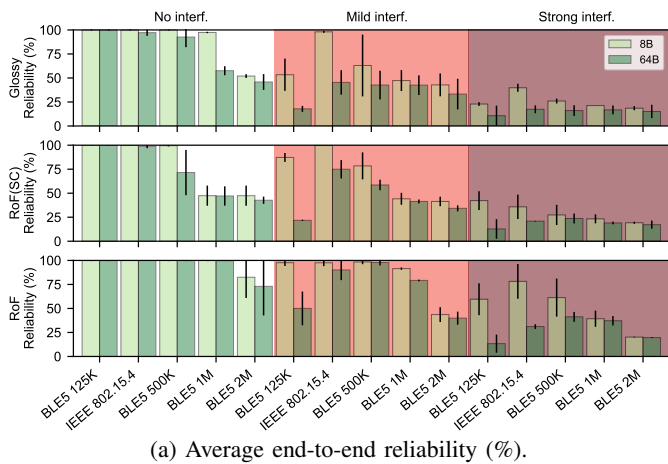 No interf.
Mild interf.
Strong interf.
Glossy
Reliability (%)
100
75
50
25
0
8B
64B
RoF(SC)
Reliability (%)
100
75
50
25
0
RoF
Reliability (%)
100
75
50
25
0
BLE5 125K
IEEE 802.15.4
BLE5 500K
BLE5 1M
BLE5 2M
BLE5 125K
IEEE 802.15.4
BLE5 500K
BLE5 1M
BLE5 2M
BLE5 125K
IEEE 802.15.4
BLE5 500K
BLE5 1M
BLE5 2M
(a) Average end-to-end reliability (%).